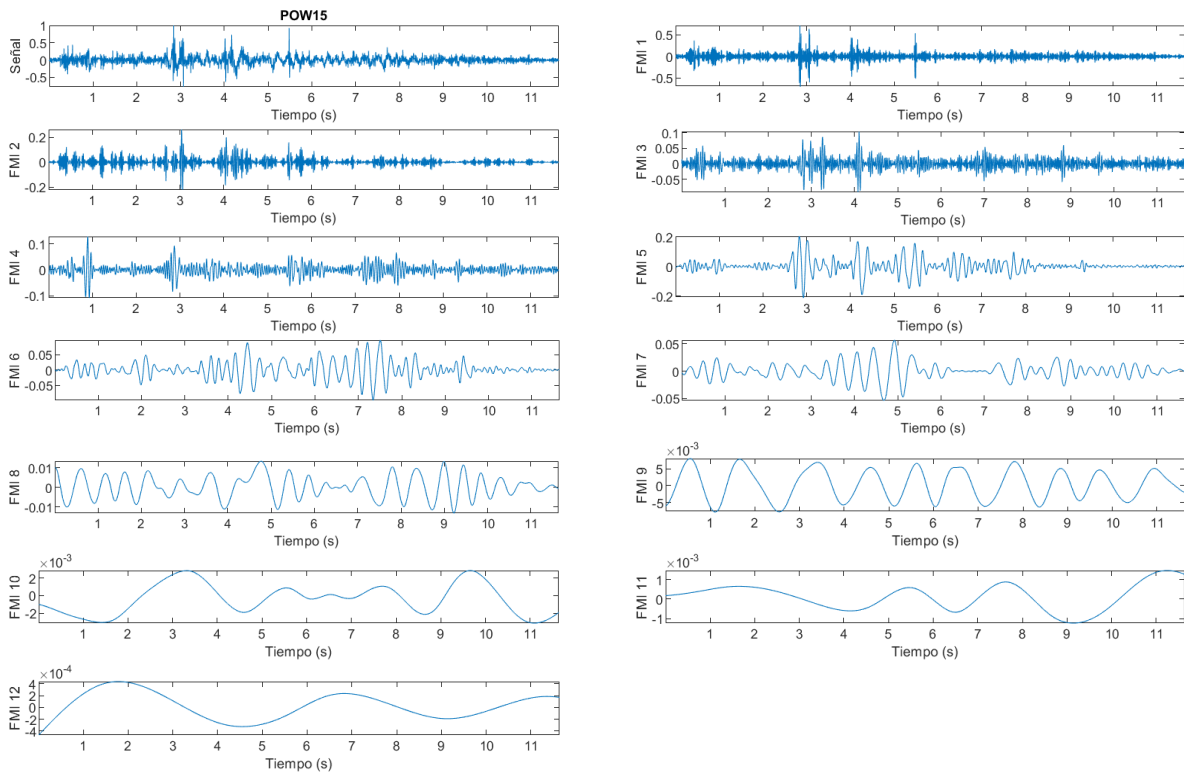 POW15
Señal
1
0.5
0
-0.5
1 2 3 4 5 6 7 8 9 10 11
Tiempo (s)
FMI 1
0.5
0
-0.5
1 2 3 4 5 6 7 8 9 10 11
Tiempo (s)
FMI 2
0.2
0
-0.2
1 2 3 4 5 6 7 8 9 10 11
Tiempo (s)
FMI 3
0.1
0.05
0
-0.05
1 2 3 4 5 6 7 8 9 10 11
Tiempo (s)
FMI 4
0.1
0
-0.1
1 2 3 4 5 6 7 8 9 10 11
Tiempo (s)
FMI 5
0.2
0
-0.2
1 2 3 4 5 6 7 8 9 10 11
Tiempo (s)
FMI 6
0.05
0
-0.05
1 2 3 4 5 6 7 8 9 10 11
Tiempo (s)
FMI 7
0.05
0
-0.05
1 2 3 4 5 6 7 8 9 10 11
Tiempo (s)
FMI 8
0.01
0
-0.01
1 2 3 4 5 6 7 8 9 10 11
Tiempo (s)
×10⁻³
FMI 9
5
0
-5
1 2 3 4 5 6 7 8 9 10 11
Tiempo (s)
×10⁻³
FMI 10
2
0
-2
1 2 3 4 5 6 7 8 9 10 11
Tiempo (s)
×10⁻³
FMI 11
1
0
-1
1 2 3 4 5 6 7 8 9 10 11
Tiempo (s)
×10⁻⁴
FMI 12
4
2
0
-2
-4
1 2 3 4 5 6 7 8 9 10 11
Tiempo (s)